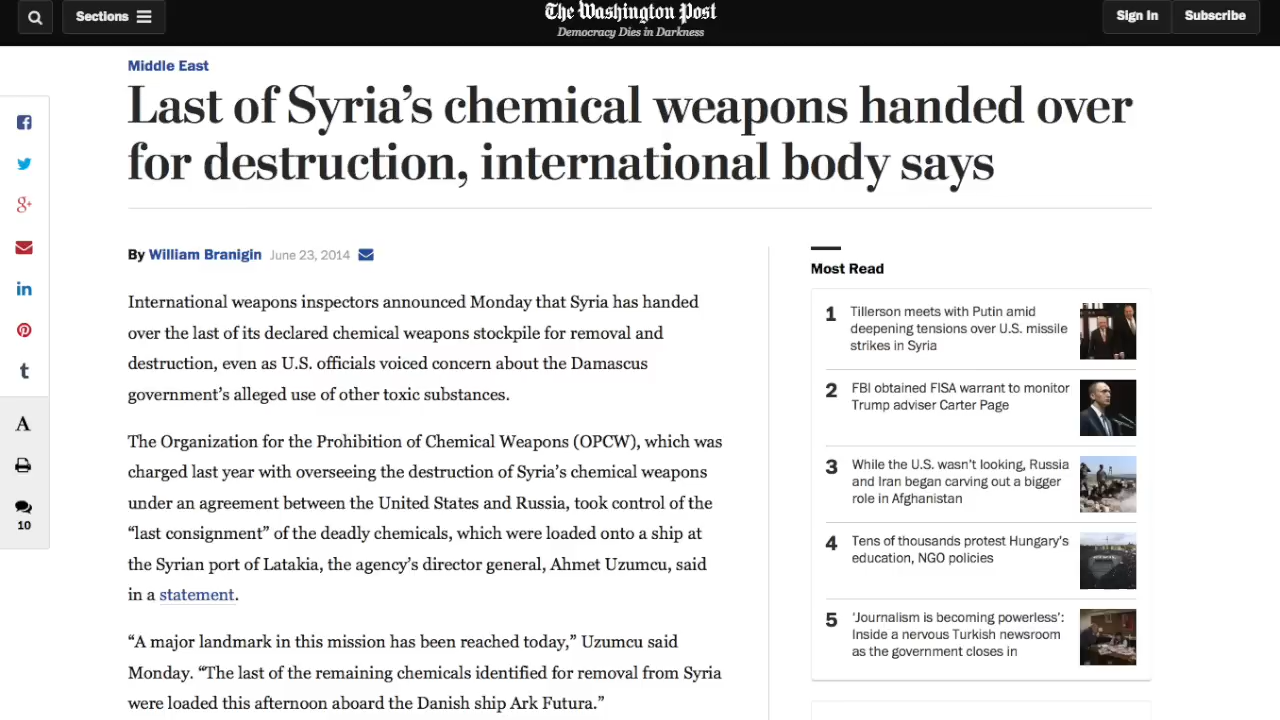 Sections
The Washington Post
Democracy Dies in Darkness
Sign In
Subscribe
Middle East
Last of Syria’s chemical weapons handed over
for destruction, international body says
By William Branigin June 23, 2014
International weapons inspectors announced Monday that Syria has handed
over the last of its declared chemical weapons stockpile for removal and
destruction, even as U.S. officials voiced concern about the Damascus
government’s alleged use of other toxic substances.
The Organization for the Prohibition of Chemical Weapons (OPCW), which was
charged last year with overseeing the destruction of Syria’s chemical weapons
under an agreement between the United States and Russia, took control of the
“last consignment” of the deadly chemicals, which were loaded onto a ship at
the Syrian port of Latakia, the agency’s director general, Ahmet Uzumcu, said
in a statement.
“A major landmark in this mission has been reached today,” Uzumcu said
Monday. “The last of the remaining chemicals identified for removal from Syria
were loaded this afternoon aboard the Danish ship Ark Futura.”
A
10
Most Read
1 Tillerson meets with Putin amid
deepening tensions over U.S. missile
strikes in Syria
2 FBI obtained FISA warrant to monitor
Trump adviser Carter Page
3 While the U.S. wasn’t looking, Russia
and Iran began carving out a bigger
role in Afghanistan
4 Tens of thousands protest Hungary’s
education, NGO policies
5 ‘Journalism is becoming powerless’:
Inside a nervous Turkish newsroom
as the government closes in